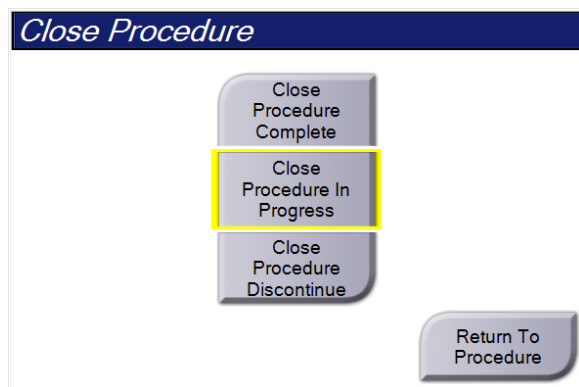 Close Procedure
Close
Procedure
Complete
Close
Procedure In
Progress
Close
Procedure
Discontinue
Return To
Procedure